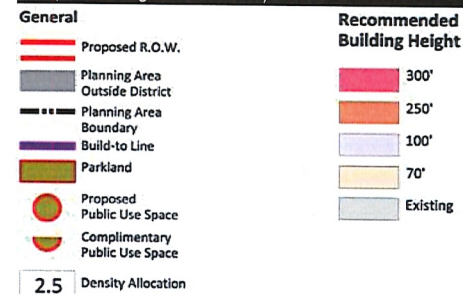 General
Proposed R.O.W.
Planning Area
Outside District
Planning Area
Boundary
Build-to Line
Parkland
Proposed
Public Use Space
Complimentary
Public Use Space
2.5 Density Allocation
Recommended
Building Height
300'
250'
100'
70'
Existing